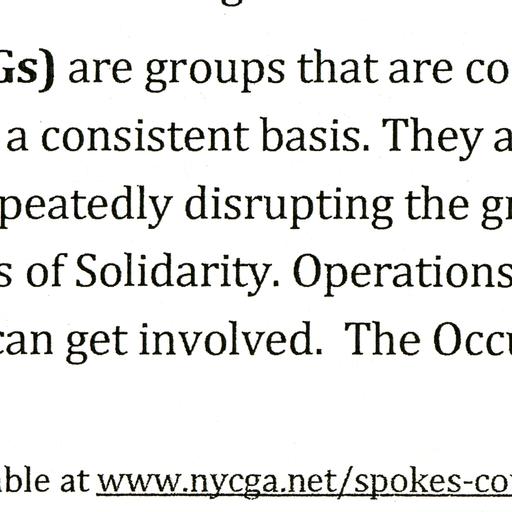 Gs) are groups that are co
a consistent basis. They a
peatedly disrupting the gr
s of Solidarity. Operations
can get involved. The Occu
able at www.nycga.net/spokes-cou